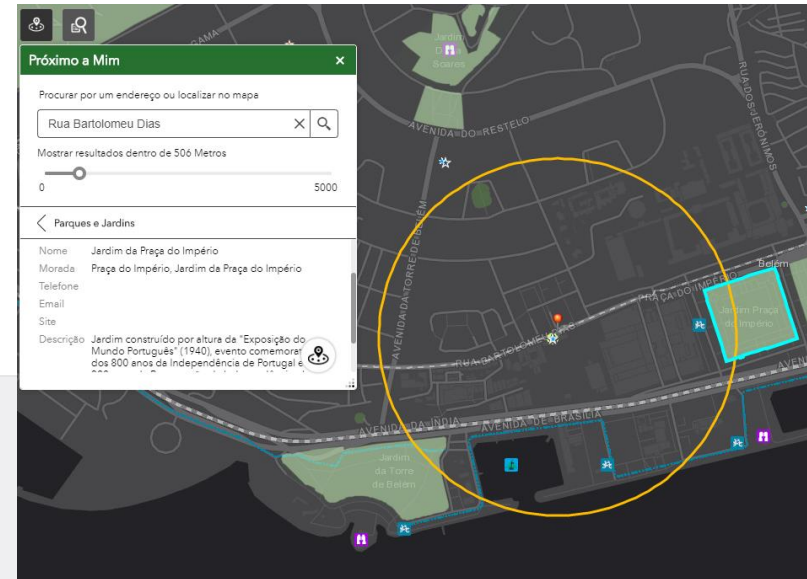 Próximo a Mim
Procurar por um endereço ou localizar no mapa
Rua Bartolomeu Dias
Mostrar resultados dentro de 506 Metros
0
5000
Parques e Jardins
Nome Jardim da Praça do Império
Morada Praça do Império, Jardim da Praça do Império
Telefone
Email
Site
Descrição Jardim construído por altura da "Exposição do
Mundo Português" (1940), evento comemorat
dos 800 anos da Independência de Portugal e
GAMA
Jardim
Soares
AVENIDA DO RESTELO
RUA DOS JERÓNIMOS
AVENIDA DA TORRE DE BELÉM
Belém
PRAÇA DO IMPÉRIO
Jardim Praça
do Império
RUA BARTOLOMEU DIAS
AVENIDA DA ÍNDIA
AVENIDA DE BRASÍLIA
AVEN
Jardim
da Torre
de Belém